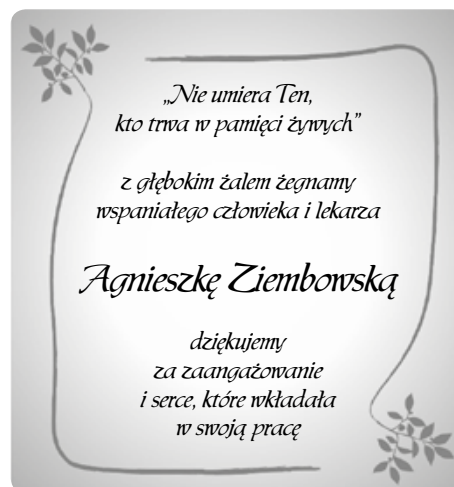 „Nie umiera Ten,
kto trwa w pamięci żywych”
z głębokim żalem żegnamy
wspaniałego człowieka i lekarza
Agnieszkę Ziembowską
dziękujemy
za zaangażowanie
i serce, które wkładała
w swoją pracę